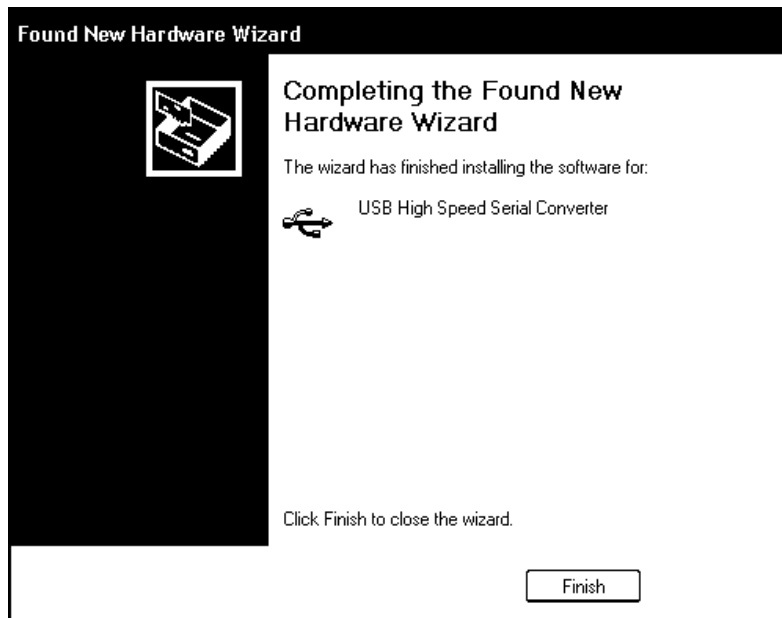 Found New Hardware Wizard
Completing the Found New
Hardware Wizard
The wizard has finished installing the software for:
USB High Speed Serial Converter
Click Finish to close the wizard.
Finish